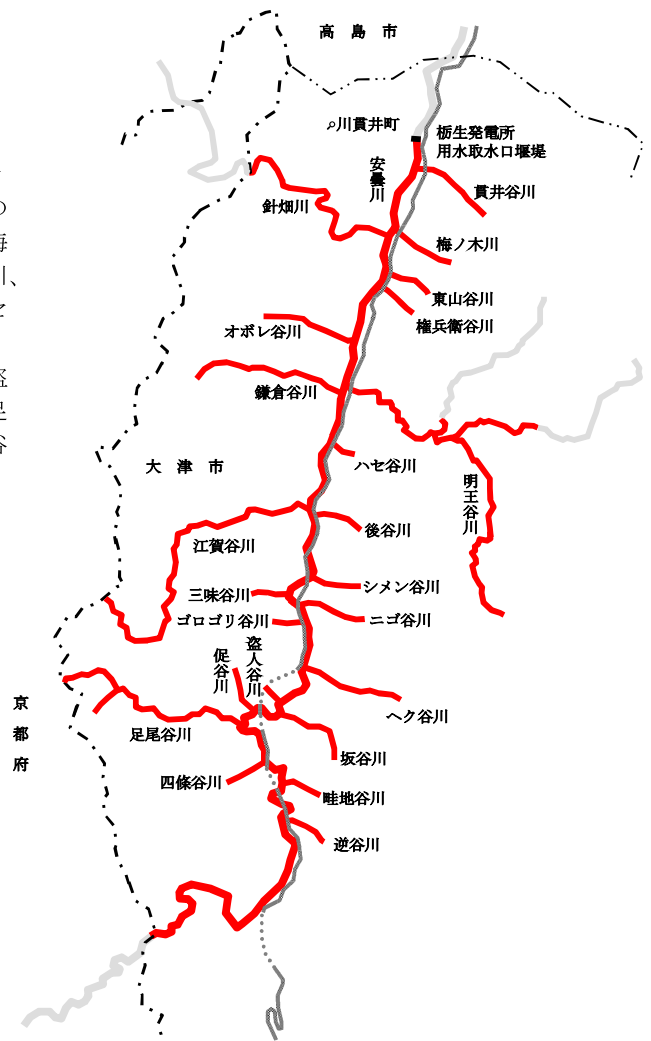 高島市
川貫井町
栃生発電所
用水取水口堰堤
安曇川
貫井谷川
針畑川
梅ノ木川
東山谷川
権兵衛谷川
オボレ谷川
鎌倉谷川
ハセ谷川
大津市
明王谷川
後谷川
江賀谷川
シメン谷川
三味谷川
ニゴ谷川
ゴロゴリ谷川
盗人谷川
促谷川
ヘク谷川
京都府
足尾谷川
坂谷川
四條谷川
畦地谷川
逆谷川
の
川、
谷